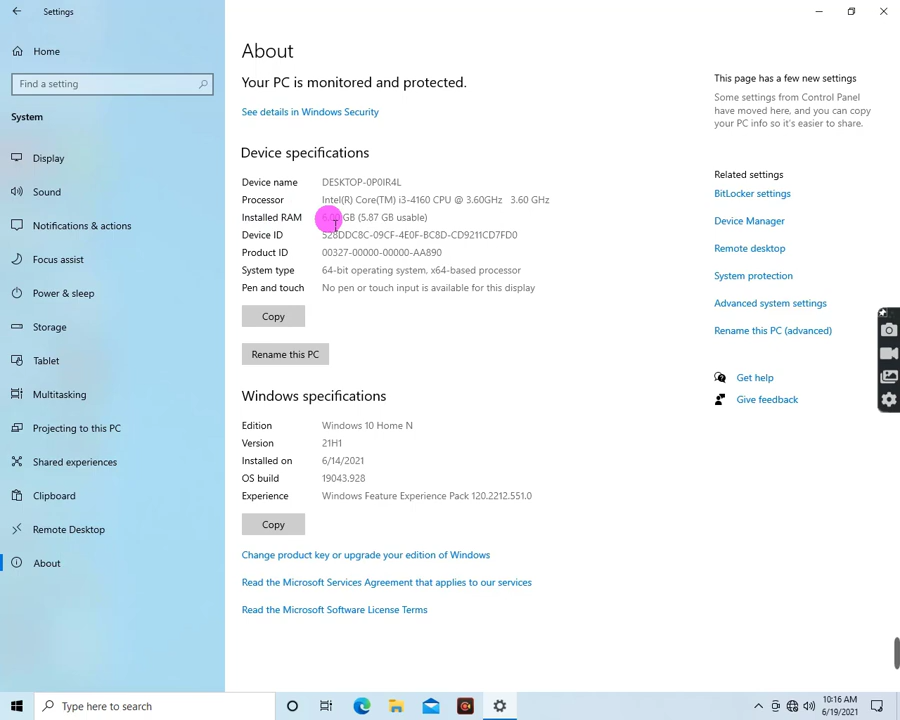 Settings
Home
Find a setting
System
Display
Sound
Notifications & actions
Focus assist
Power & sleep
Storage
Tablet
Multitasking
Projecting to this PC
Shared experiences
Clipboard
Remote Desktop
About
About
Your PC is monitored and protected.
See details in Windows Security
Device specifications
Device name DESKTOP-0P0IR4L
Processor Intel(R) Core(TM) i3-4160 CPU @ 3.60GHz 3.60 GHz
Installed RAM GB (5.87 GB usable)
Device ID 528DDC8C-09CF-4E0F-BC8D-CD9211CD7FD0
Product ID 00327-00000-00000-AA890
System type 64-bit operating system, x64-based processor
Pen and touch No pen or touch input is available for this display
Copy
Rename this PC
Windows specifications
Edition Windows 10 Home N
Version 21H1
Installed on 6/14/2021
OS build 19043.928
Experience Windows Feature Experience Pack 120.2212.551.0
Copy
Change product key or upgrade your edition of Windows
Read the Microsoft Services Agreement that applies to our services
Read the Microsoft Software License Terms
This page has a few new settings
Some settings from Control Panel
have moved here, and you can copy
your PC info so it's easier to share.
Related settings
BitLocker settings
Device Manager
Remote desktop
System protection
Advanced system settings
Rename this PC (advanced)
Get help
Give feedback
Type here to search
10:16 AM
6/19/2021